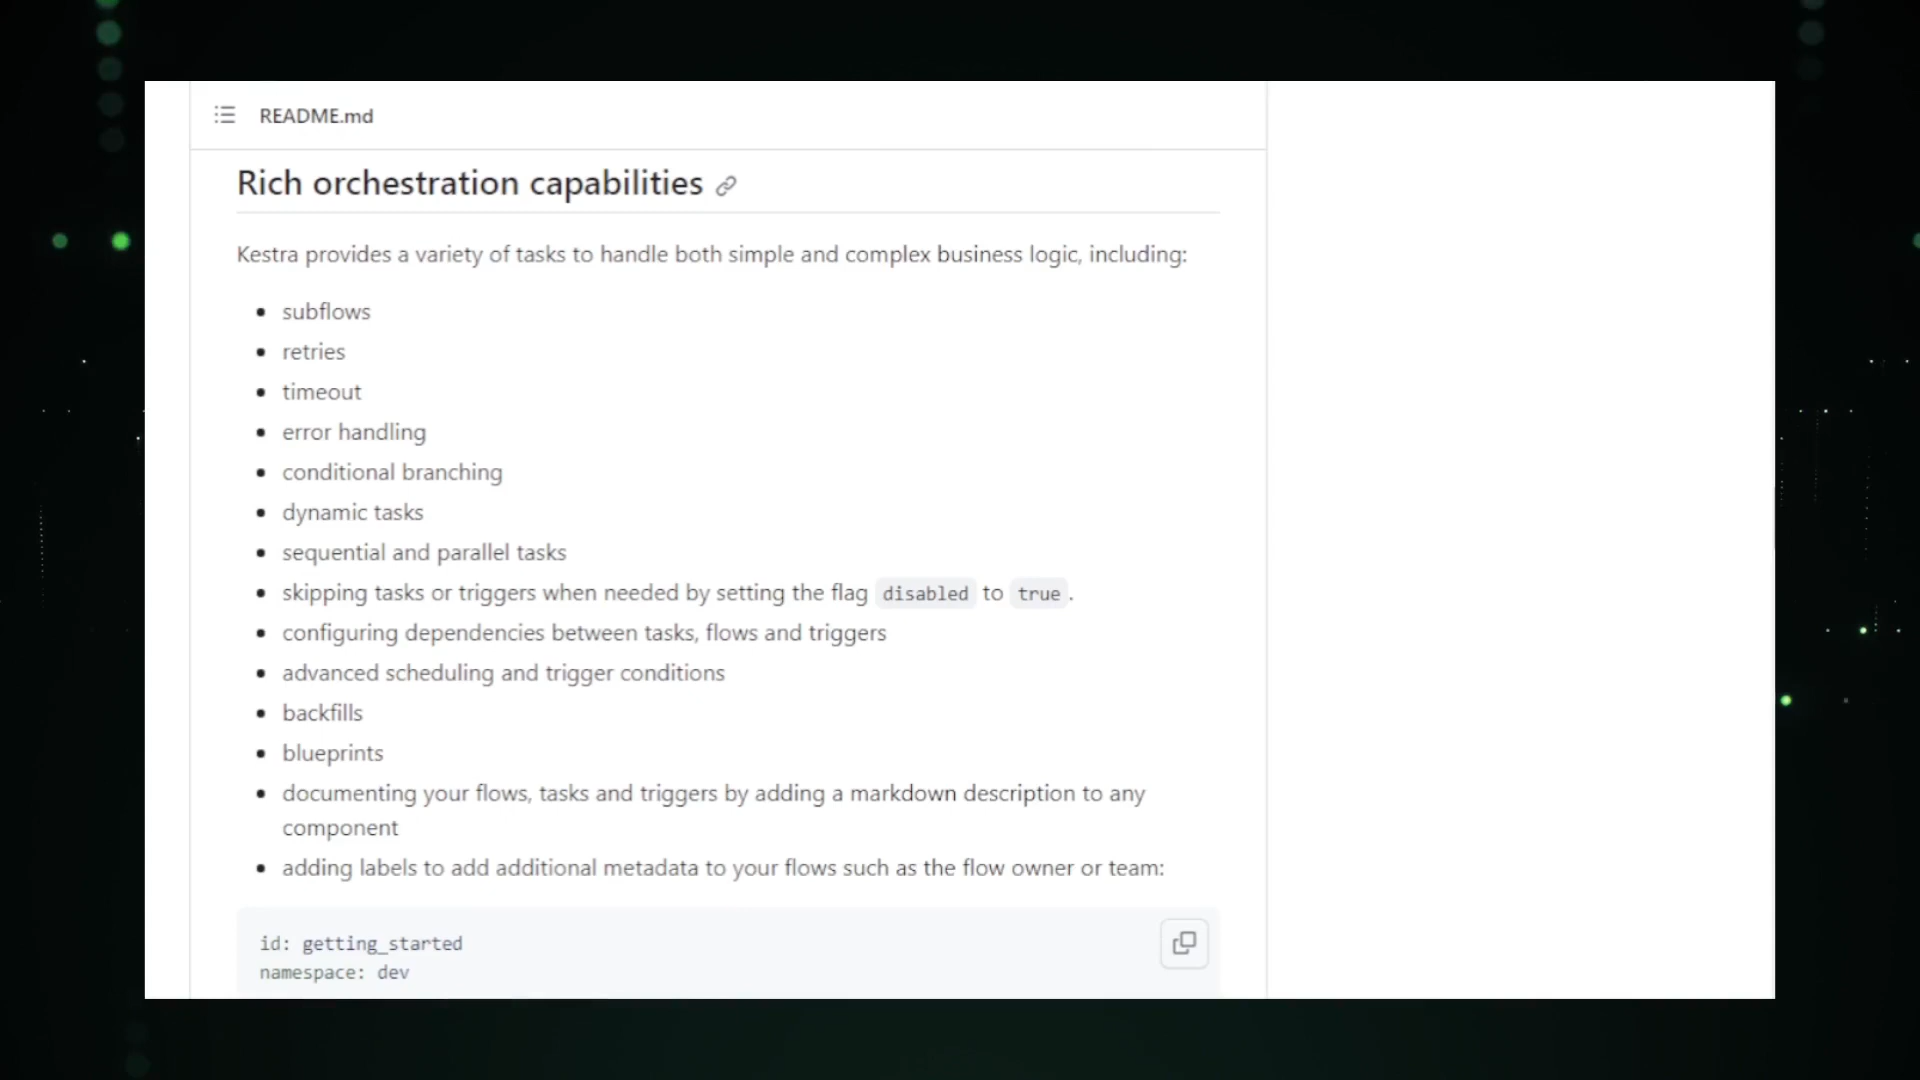 README.md
Rich orchestration capabilities
Kestra provides a variety of tasks to handle both simple and complex business logic, including:
subflows
retries
timeout
error handling
conditional branching
dynamic tasks
sequential and parallel tasks
skipping tasks or triggers when needed by setting the flag disabled to true.
configuring dependencies between tasks, flows and triggers
advanced scheduling and trigger conditions
backfills
blueprints
documenting your flows, tasks and triggers by adding a markdown description to any
component
adding labels to add additional metadata to your flows such as the flow owner or team:
id: getting_started
namespace: dev